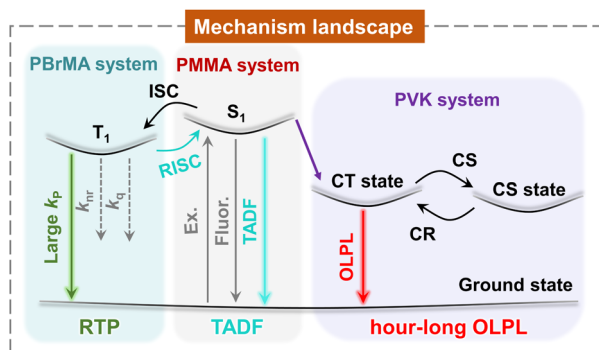 Mechanism landscape
PBrMA system
PMMA system
PVK system
ISC
T1
S1
RISC
CT state
CS
CS state
CR
Large kP
knr
kq
Ex.
Fluor.
TADF
OLPL
Ground state
RTP
TADF
hour-long OLPL